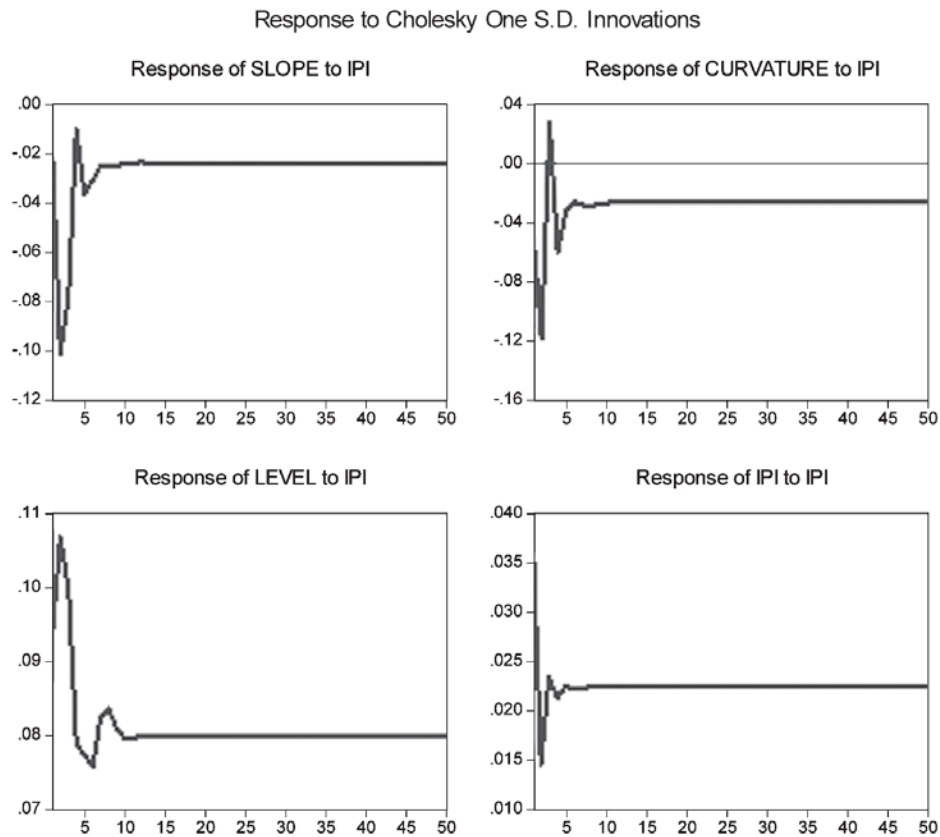 Response to Cholesky One S.D. Innovations
Response of SLOPE to IPI
.00
-.02
-.04
-.06
-.08
-.10
-.12
5 10 15 20 25 30 35 40 45 50
Response of CURVATURE to IPI
.04
.00
-.04
-.08
-.12
-.16
5 10 15 20 25 30 35 40 45 50
Response of LEVEL to IPI
.11
.10
.09
.08
.07
5 10 15 20 25 30 35 40 45 50
Response of IPI to IPI
.040
.035
.030
.025
.020
.015
.010
5 10 15 20 25 30 35 40 45 50